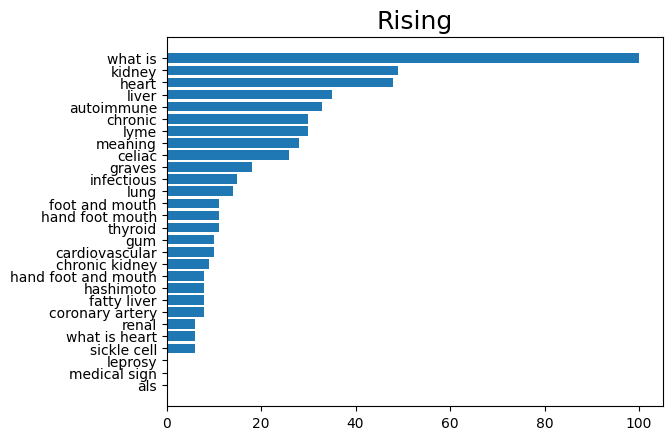 Rising
what is
kidney
heart
liver
autoimmune
chronic
lyme
meaning
celiac
graves
infectious
lung
foot and mouth
hand foot mouth
thyroid
gum
cardiovascular
chronic kidney
hand foot and mouth
hashimoto
fatty liver
coronary artery
renal
what is heart
sickle cell
leprosy
medical sign
als
0 20 40 60 80 100